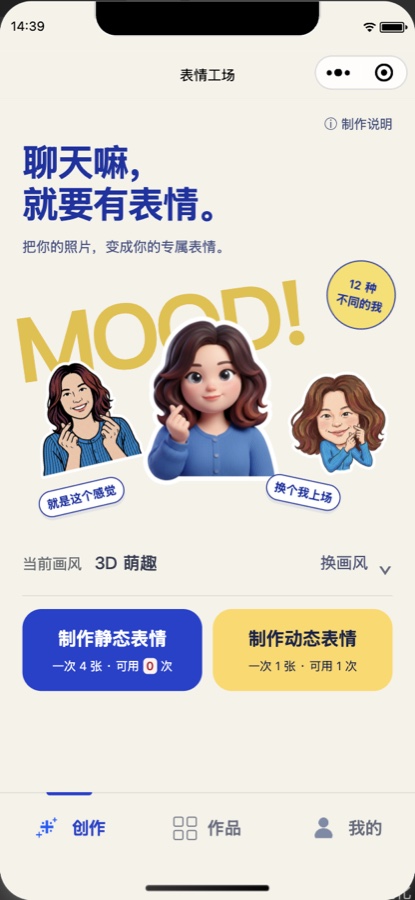 14:39
表情工场
ⓘ 制作说明
聊天嘛,
就要有表情。
把你的照片，变成你的专属表情。
MOOD!
12 种
不同的我
就是这个感觉
换个我上场
当前画风 3D 萌趣
换画风
制作静态表情
一次 4 张 · 可用 0 次
制作动态表情
一次 1 张 · 可用 1 次
创作
作品
我的